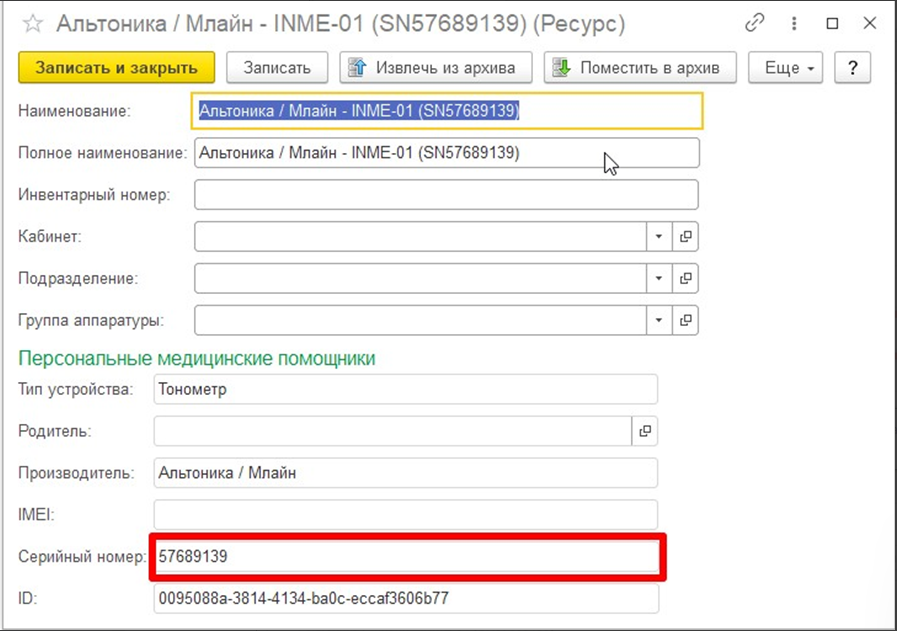 Альтоника / Млайн - INME-01 (SN57689139) (Ресурс)
Записать и закрыть Записать Извлечь из архива Поместить в архив Еще ?
Наименование: Альтоника / Млайн - INME-01 (SN57689139)
Полное наименование: Альтоника / Млайн - INME-01 (SN57689139)
Инвентарный номер:
Кабинет:
Подразделение:
Группа аппаратуры:
Персональные медицинские помощники
Тип устройства: Тонометр
Родитель:
Производитель: Альтоника / Млайн
IMEI:
Серийный номер: 57689139
ID: 0095088a-3814-4134-ba0c-eccaf3606b77